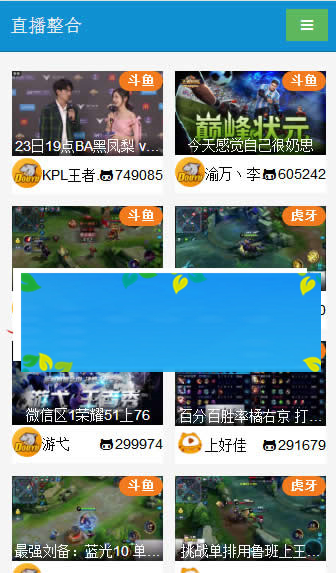 直播整合
斗鱼
23日19点BA黑凤梨 v...
KPL王者. 749085
今天感觉自己很奶思
巅峰状元
渝万丶李 605242
斗鱼
虎牙
0
微信区1荣耀51上76
游弋 299974
百分百胜率橘右京 打...
上好佳 291679
斗鱼
最强刘备：蓝光10 单...
虎牙
挑战单排用鲁班上王...